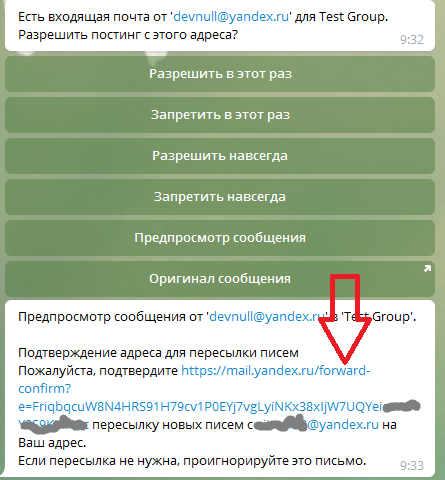 Есть входящая почта от 'devnull@yandex.ru' для Test Group.
Разрешить постинг с этого адреса?
9:32
Разрешить в этот раз
Запретить в этот раз
Разрешить навсегда
Запретить навсегда
Предпросмотр сообщения
Оригинал сообщения
Предпросмотр сообщения от 'devnull@yandex.ru' в 'Test Group'.
Подтверждение адреса для пересылки писем
Пожалуйста, подтвердите https://mail.yandex.ru/forward-
confirm?
e=FriqbqcuW8N4HRS91H79cv1P0EYj7vgLyiNKx38xIjW7UQYei
пересылку новых писем с @yandex.ru на
Ваш адрес.
Если пересылка не нужна, проигнорируйте это письмо.
9:33